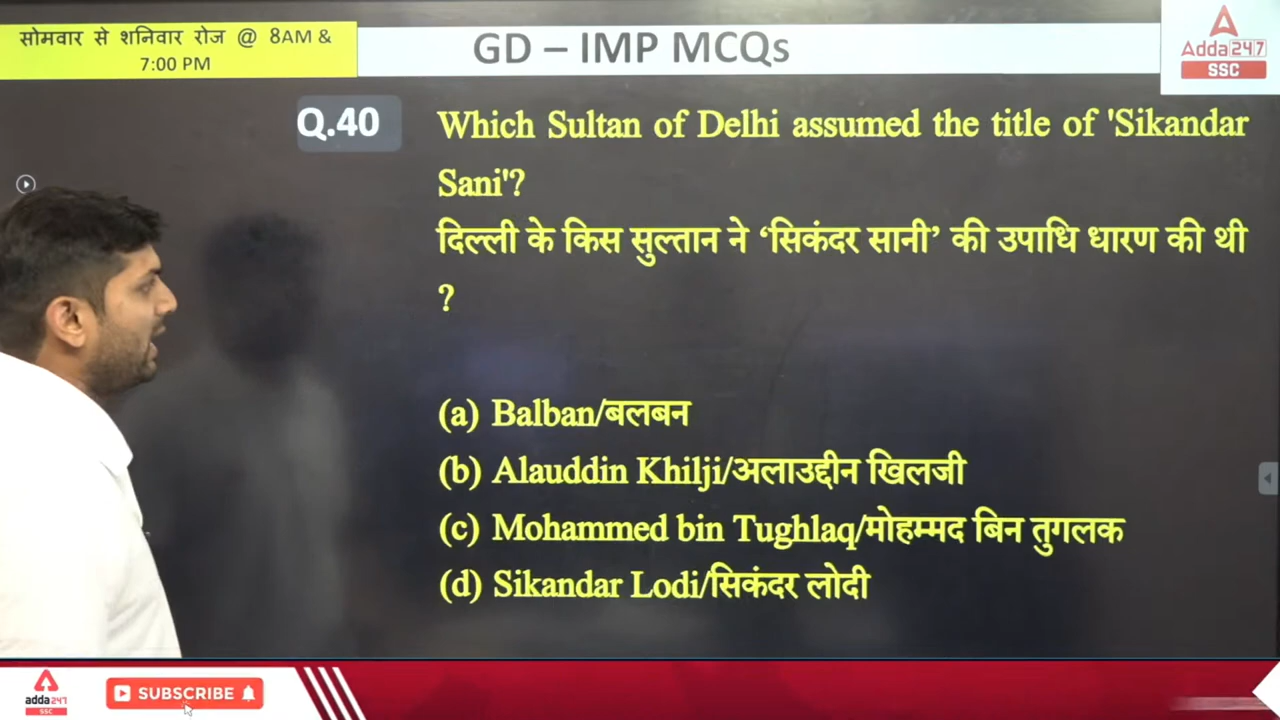 सोमवार से शनिवार रोज @ 8AM &
7:00 PM
GD – IMP MCQs
Adda247
SSC
Q.40
Which Sultan of Delhi assumed the title of 'Sikandar
Sani'?
दिल्ली के किस सुल्तान ने ‘सिकंदर सानी’ की उपाधि धारण की थी
?
(a) Balban/बलबन
(b) Alauddin Khilji/अलाउद्दीन खिलजी
(c) Mohammed bin Tughlaq/मोहम्मद बिन तुगलक
(d) Sikandar Lodi/सिकंदर लोदी
adda247
SSC
SUBSCRIBE